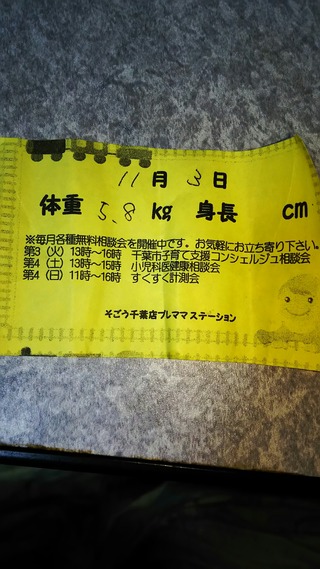 11月 3日
体重 5.8 kg 身長 cm
※毎月各種無料相談会を開催中です。お気軽にお立ち寄り下さい。
第3（火）13時～16時 千葉市子育て支援コンシェルジュ相談会
第4（土）13時～15時 小児科医健康相談会
第4（日）11時～16時 すくすく計測会
そごう千葉店プレママステーション